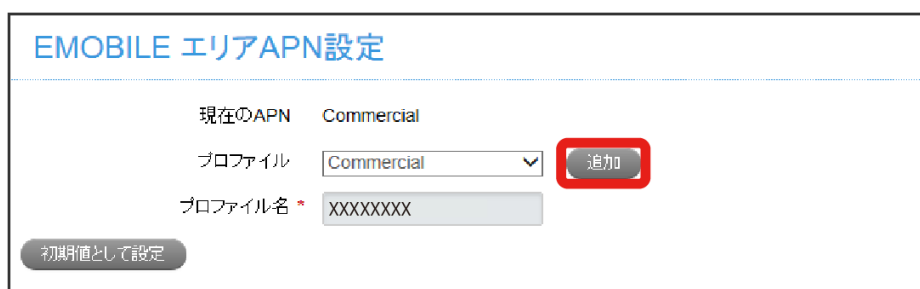 EMOBILE エリアAPN設定
現在のAPN Commercial
プロファイル Commercial 追加
プロファイル名 * XXXXXXXX
初期値として設定